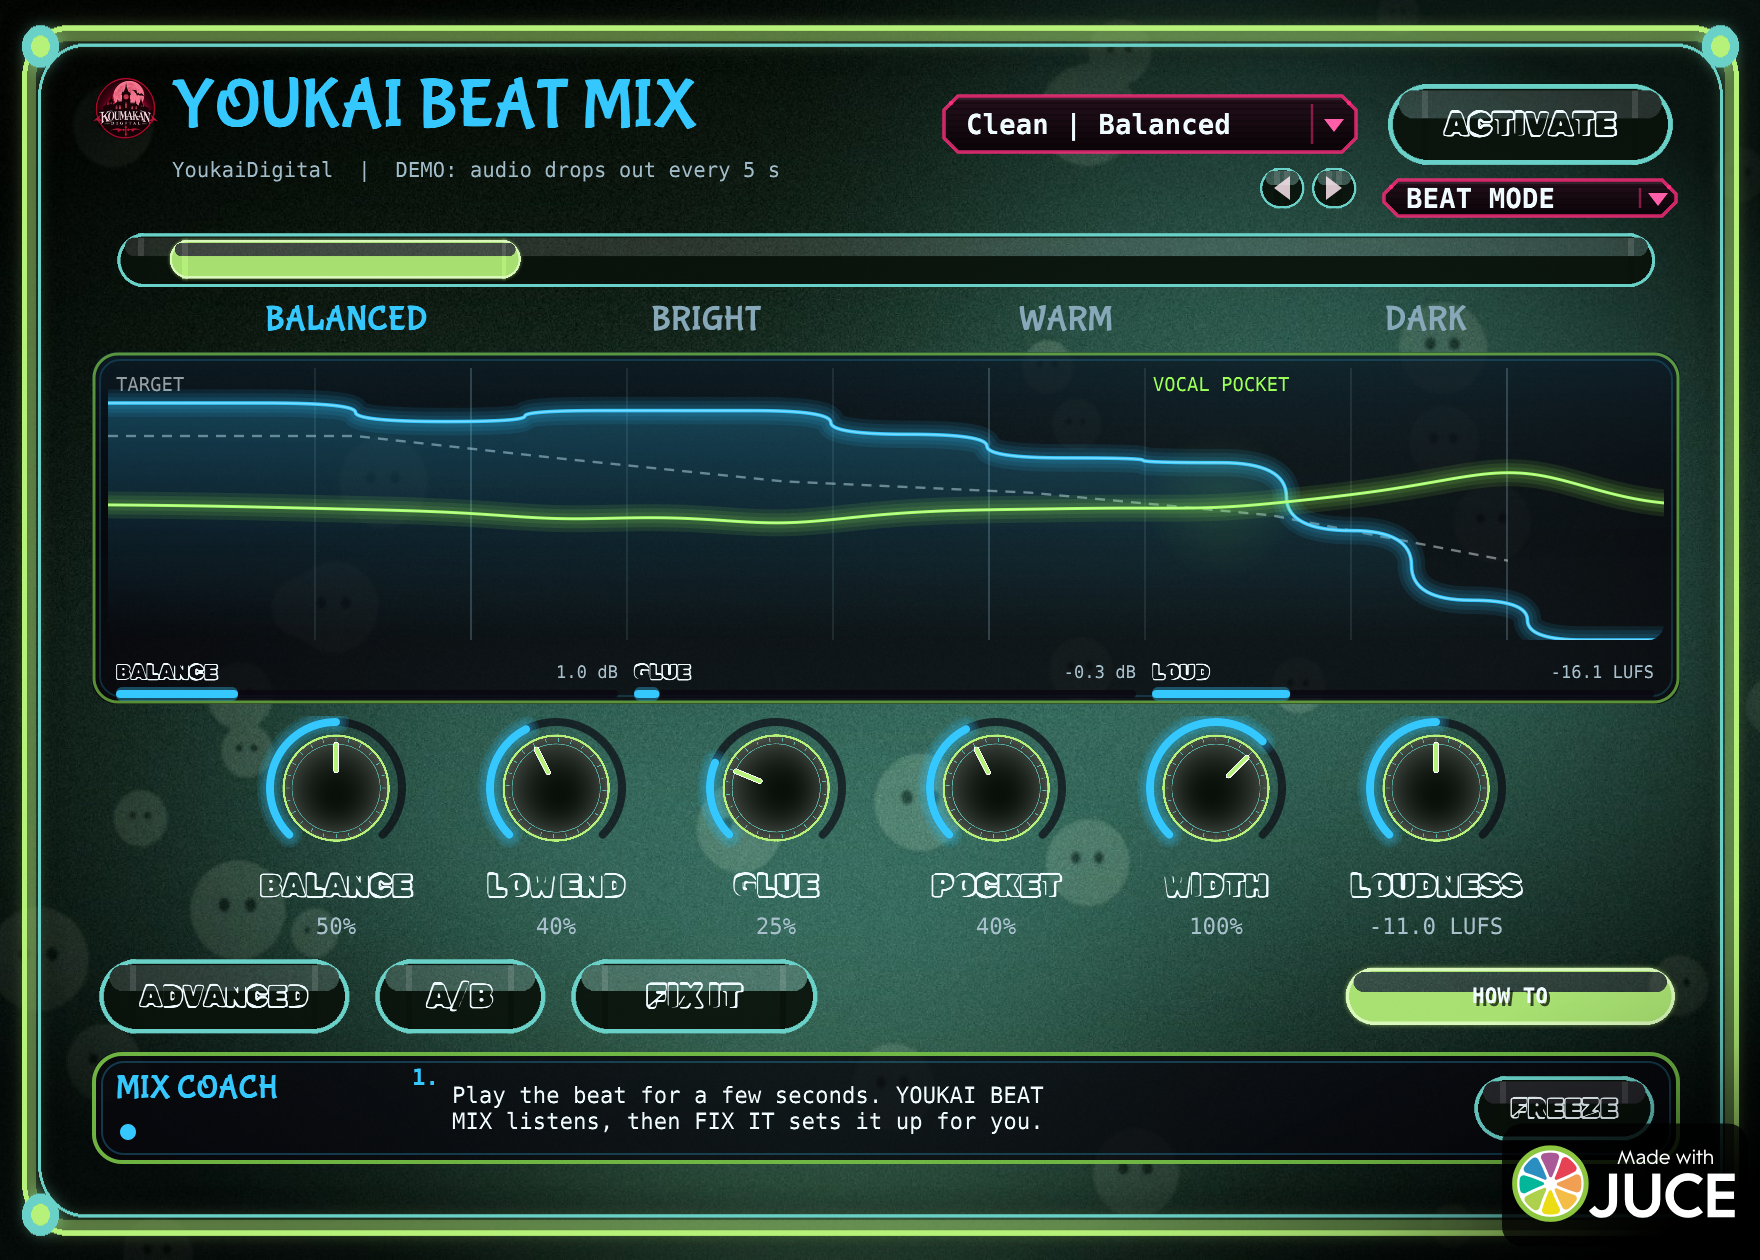 KOUMAKAN
DIGITAL
YOUKAI BEAT MIX
YoukaiDigital | DEMO: audio drops out every 5 s
Clean | Balanced
ACTIVATE
BEAT MODE
BALANCED
BRIGHT
WARM
DARK
TARGET
VOCAL POCKET
BALANCE
1.0 dB
GLUE
-0.3 dB
LOUD
-16.1 LUFS
BALANCE
LOW END
GLUE
POCKET
WIDTH
LOUDNESS
50%
40%
25%
40%
100%
-11.0 LUFS
ADVANCED
A/B
FIX IT
HOW TO
MIX COACH
1.
Play the beat for a few seconds. YOUKAI BEAT
MIX listens, then FIX IT sets it up for you.
FREEZE
Made with
JUCE